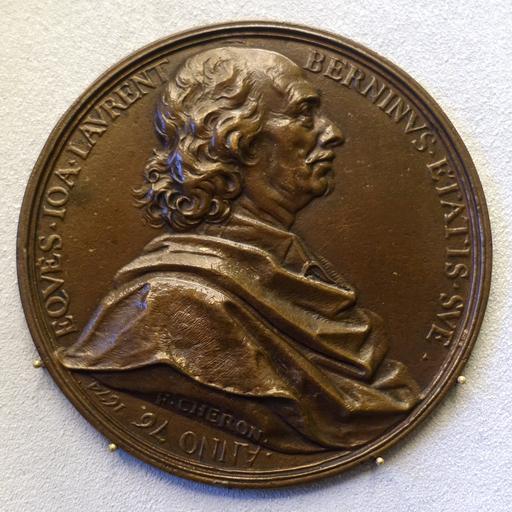 EQVES·IOA·LAVRENT BERNINVS·ETATIS·SVE·
ANNO 76 1674
F·CHERON·